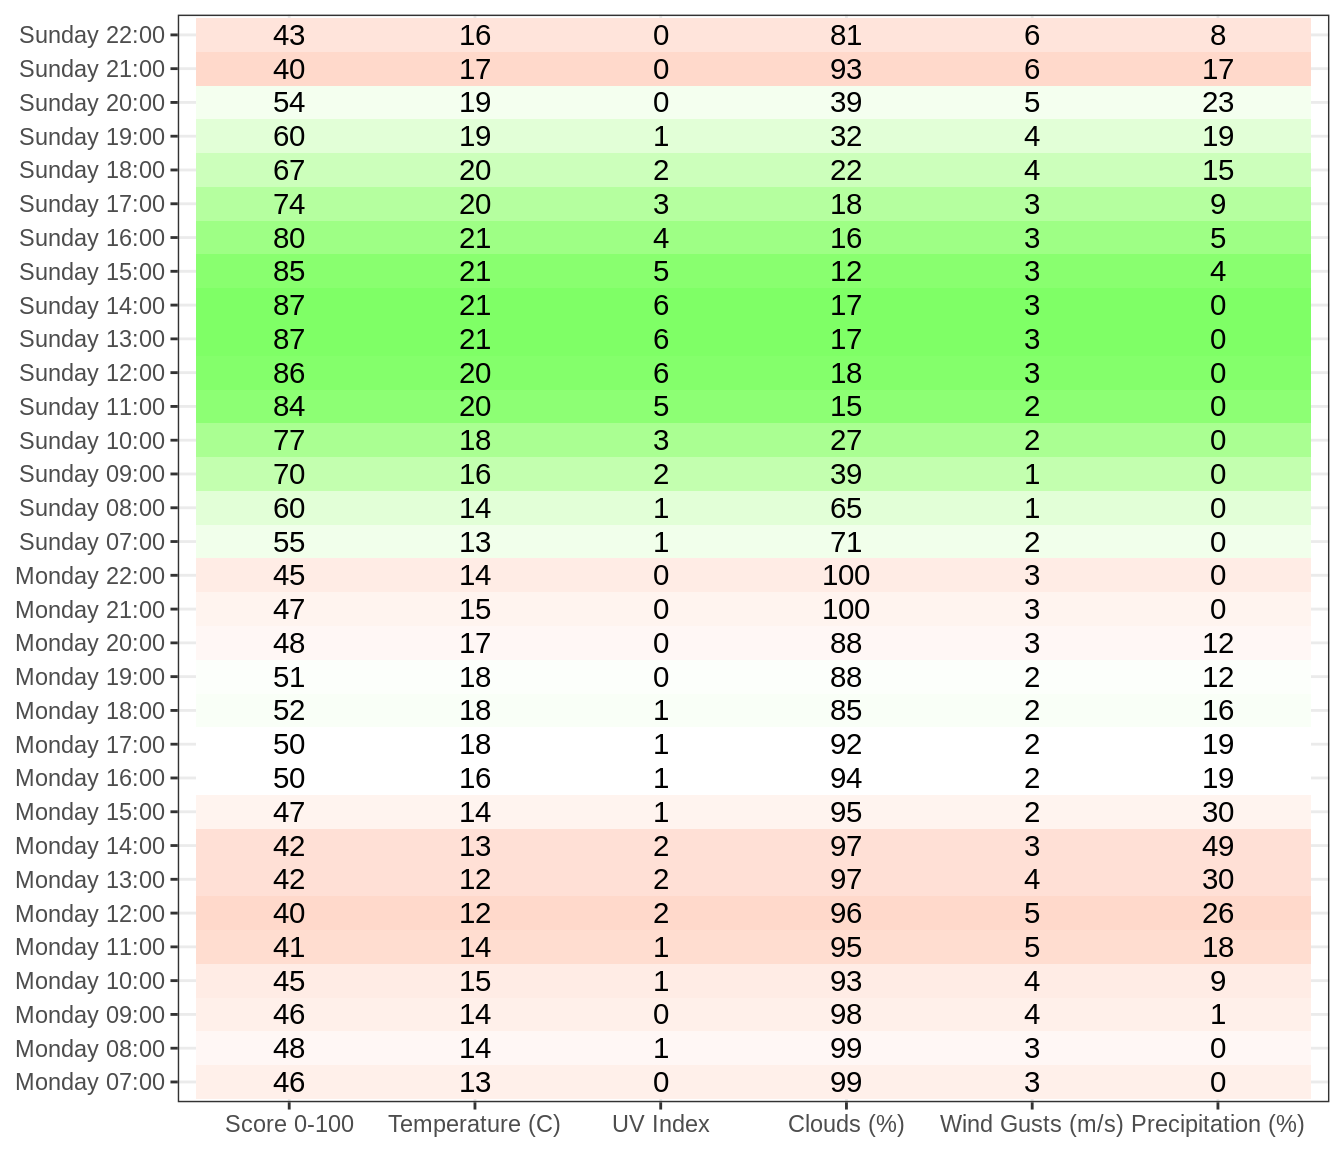 Sunday 22:00 43 16 0 81 6 8
Sunday 21:00 40 17 0 93 6 17
Sunday 20:00 54 19 0 39 5 23
Sunday 19:00 60 19 1 32 4 19
Sunday 18:00 67 20 2 22 4 15
Sunday 17:00 74 20 3 18 3 9
Sunday 16:00 80 21 4 16 3 5
Sunday 15:00 85 21 5 12 3 4
Sunday 14:00 87 21 6 17 3 0
Sunday 13:00 87 21 6 17 3 0
Sunday 12:00 86 20 6 18 3 0
Sunday 11:00 84 20 5 15 2 0
Sunday 10:00 77 18 3 27 2 0
Sunday 09:00 70 16 2 39 1 0
Sunday 08:00 60 14 1 65 1 0
Sunday 07:00 55 13 1 71 2 0
Monday 22:00 45 14 0 100 3 0
Monday 21:00 47 15 0 100 3 0
Monday 20:00 48 17 0 88 3 12
Monday 19:00 51 18 0 88 2 12
Monday 18:00 52 18 1 85 2 16
Monday 17:00 50 18 1 92 2 19
Monday 16:00 50 16 1 94 2 19
Monday 15:00 47 14 1 95 2 30
Monday 14:00 42 13 2 97 3 49
Monday 13:00 42 12 2 97 4 30
Monday 12:00 40 12 2 96 5 26
Monday 11:00 41 14 1 95 5 18
Monday 10:00 45 15 1 93 4 9
Monday 09:00 46 14 0 98 4 1
Monday 08:00 48 14 1 99 3 0
Monday 07:00 46 13 0 99 3 0
Score 0-100 Temperature (C) UV Index Clouds (%) Wind Gusts (m/s) Precipitation (%)